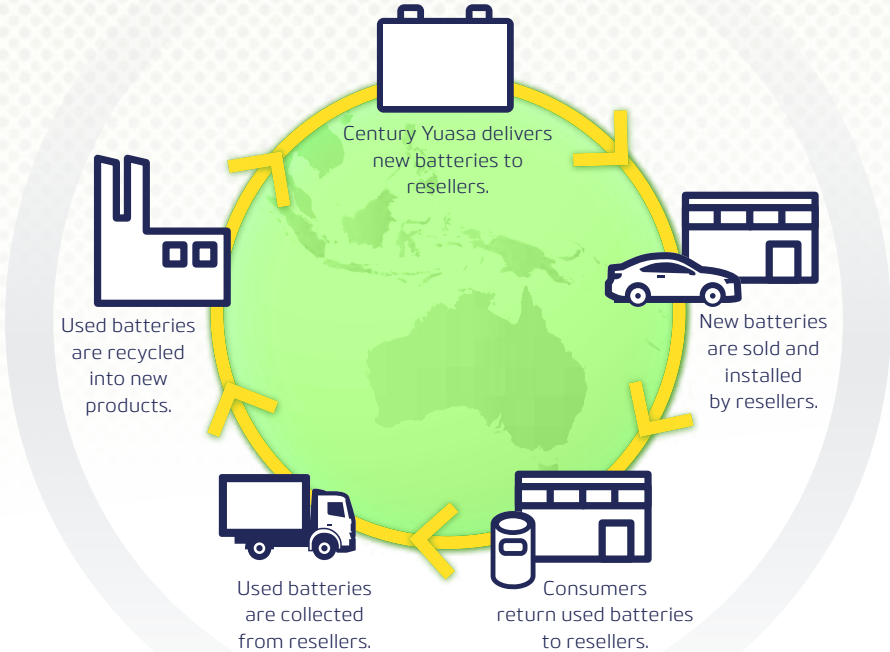 Century Yuasa delivers
new batteries to
resellers.
New batteries
are sold and
installed
by resellers.
Consumers
return used batteries
to resellers.
Used batteries
are collected
from resellers.
Used batteries
are recycled
into new
products.